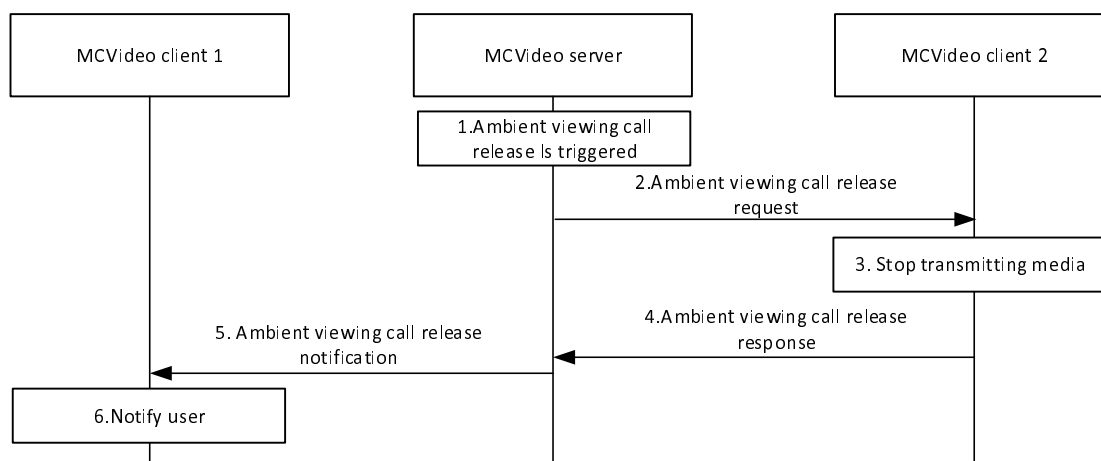 MCVideo client 1
MCVideo server
MCVideo client 2
1.Ambient viewing call
release Is triggered
2.Ambient viewing call release
request
3. Stop transmitting media
4.Ambient viewing call release
response
5. Ambient viewing call release
notification
6.Notify user